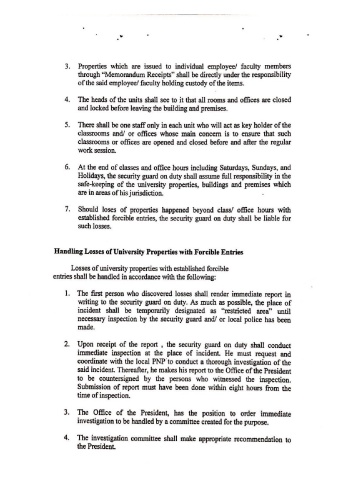 3. Properties which are issued to individual employee/ faculty members
through "Memorandum Receipts" shall be directly under the responsibility
of the said employee/ faculty holding custody of the items.
4. The heads of the units shall see to it that all rooms and offices are closed
and locked before leaving the building and premises.
5. There shall be one staff only in each unit who will act as key holder of the
classrooms and/ or offices whose main concern is to ensure that such
classrooms or offices are opened and closed before and after the regular
work session.
6. At the end of classes and office hours including Saturdays, Sundays, and
Holidays, the security guard on duty shall assume full responsibility in the
safe-keeping of the university properties, buildings and premises which
are in areas of his jurisdiction.
7. Should loses of properties happened beyond class/ office hours with
established forcible entries, the security guard on duty shall be liable for
such losses.
Handling Losses of University Properties with Forcible Entries
Losses of university properties with established forcible
entries shall be handled in accordance with the following:
1. The first person who discovered losses shall render immediate report in
writing to the security guard on duty. As much as possible, the place of
incident shall be temporarily designated as "restricted area" until
necessary inspection by the security guard and/ or local police has been
made.
2. Upon receipt of the report , the security guard on duty shall conduct
immediate inspection at the place of incident. He must request and
coordinate with the local PNP to conduct a thorough investigation of the
said incident. Thereafter, he makes his report to the Office of the President
to be countersigned by the persons who witnessed the inspection.
Submission of report must have been done within eight hours from the
time of inspection.
3. The Office of the President, has the position to order immediate
investigation to be handled by a committee created for the purpose.
4. The investigation committee shall make appropriate recommendation to
the President.